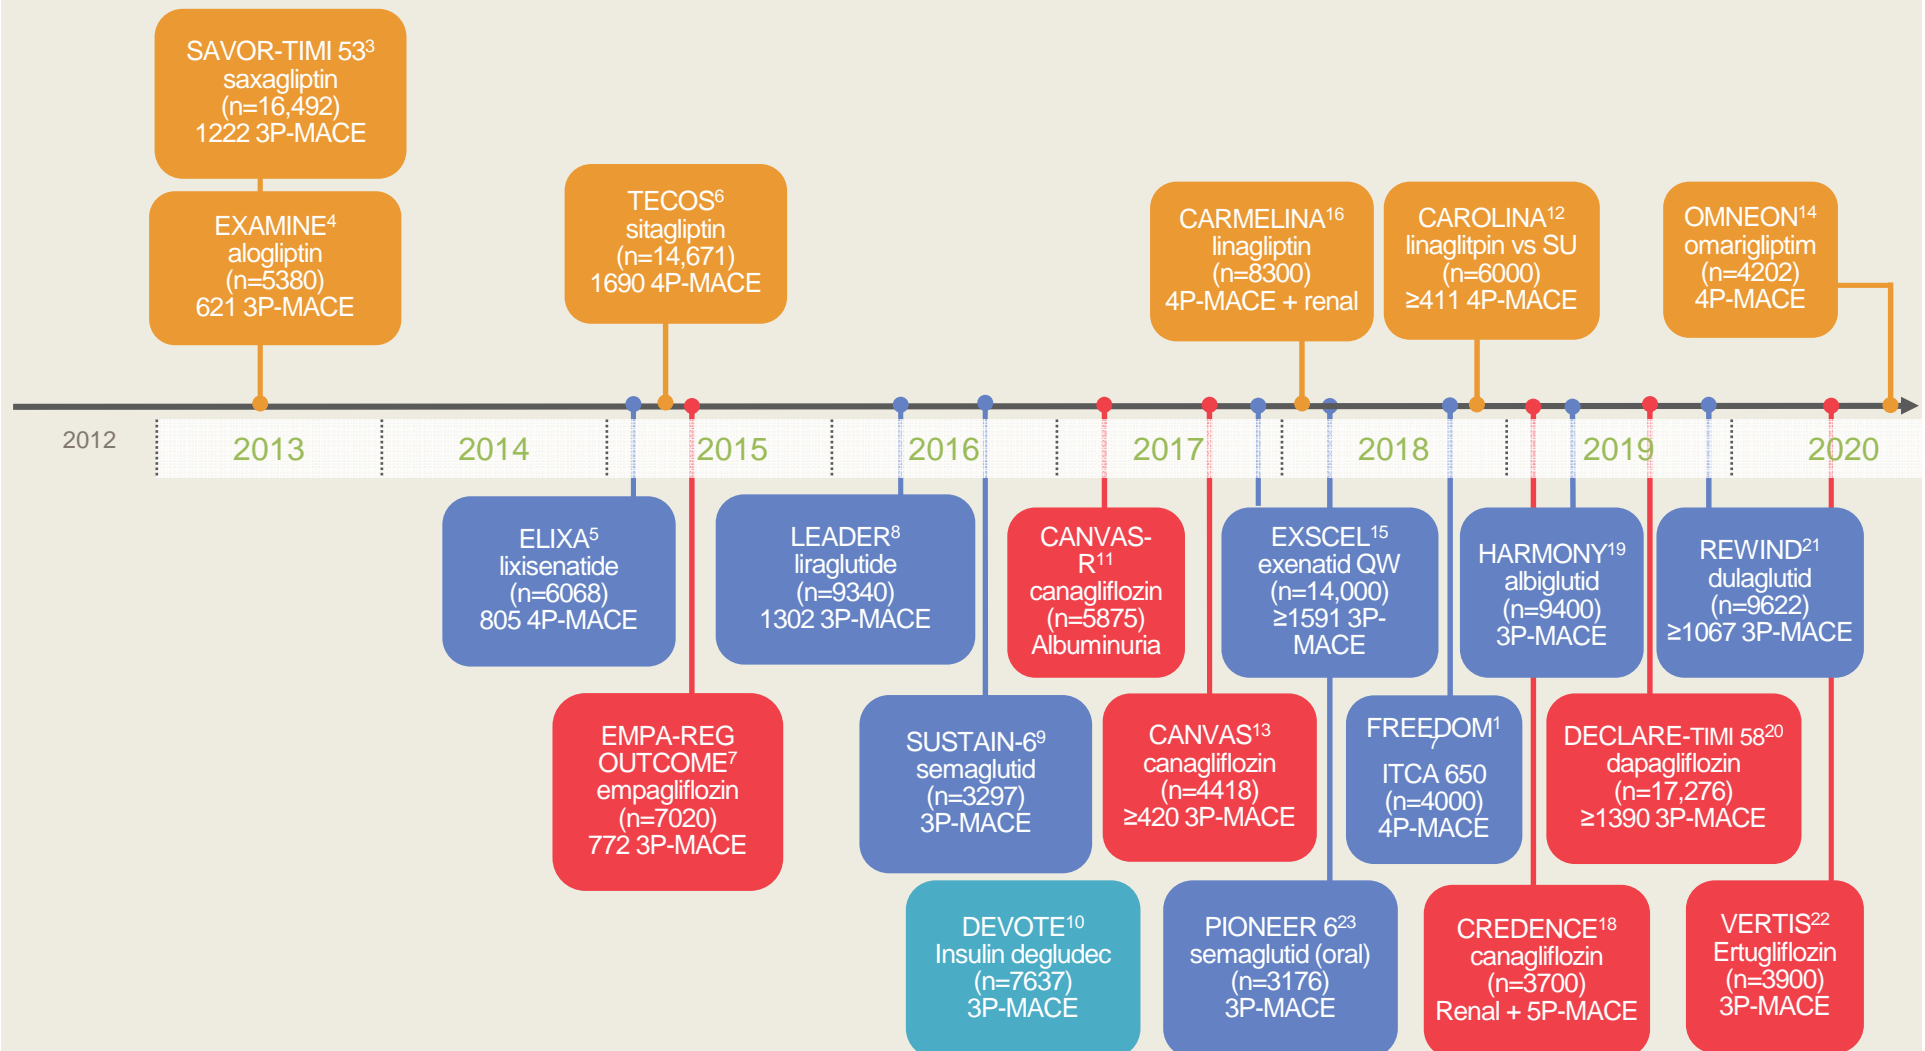 SAVOR-TIMI 53³
saxagliptin
(n=16,492)
1222 3P-MACE
EXAMINE⁴
alogliptin
(n=5380)
621 3P-MACE
TECOS⁶
sitagliptin
(n=14,671)
1690 4P-MACE
CARMELINA¹⁶
linagliptin
(n=8300)
4P-MACE + renal
CAROLINA¹²
linaglitpin vs SU
(n=6000)
≥411 4P-MACE
OMNEON¹⁴
omarigliptim
(n=4202)
4P-MACE
2012
2013
2014
2015
2016
2017
2018
2019
2020
ELIXA⁵
lixisenatide
(n=6068)
805 4P-MACE
LEADER⁸
liraglutide
(n=9340)
1302 3P-MACE
CANVAS-
R¹¹
canagliflozin
(n=5875)
Albuminuria
EXSCEL¹⁵
exenatid QW
(n=14,000)
≥1591 3P-
MACE
HARMONY¹⁹
albiglutid
(n=9400)
3P-MACE
REWIND²¹
dulaglutid
(n=9622)
≥1067 3P-MACE
EMPA-REG
OUTCOME⁷
empagliflozin
(n=7020)
772 3P-MACE
SUSTAIN-6⁹
semaglutid
(n=3297)
3P-MACE
CANVAS¹³
canagliflozin
(n=4418)
≥420 3P-MACE
FREEDOM¹
⁷
ITCA 650
(n=4000)
4P-MACE
DECLARE-TIMI 58²⁰
dapagliflozin
(n=17,276)
≥1390 3P-MACE
DEVOTE¹⁰
Insulin degludec
(n=7637)
3P-MACE
PIONEER 6²³
semaglutid (oral)
(n=3176)
3P-MACE
CREDENCE¹⁸
canagliflozin
(n=3700)
Renal + 5P-MACE
VERTIS²²
Ertugliflozin
(n=3900)
3P-MACE